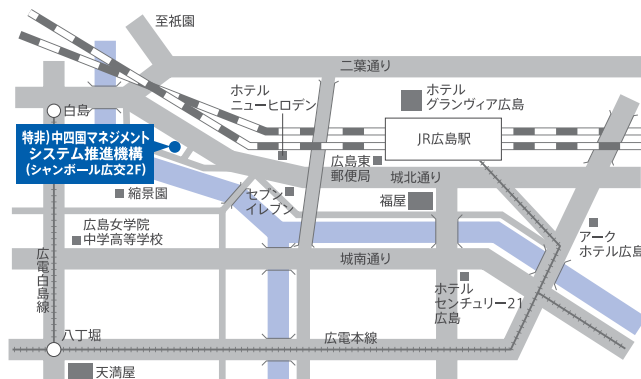 至祇園
二葉通り
ホテル
ニューヒロデン
ホテル
グランヴィア広島
白島
JR広島駅
特非)中四国マネジメント
システム推進機構
(シャンボール広交2F)
広島東
郵便局
城北通り
縮景園
セブン
イレブン
福屋
広島女学院
中学高等学校
アーク
ホテル広島
広電白島線
城南通り
ホテル
センチュリー21
広島
八丁堀
広電本線
天満屋